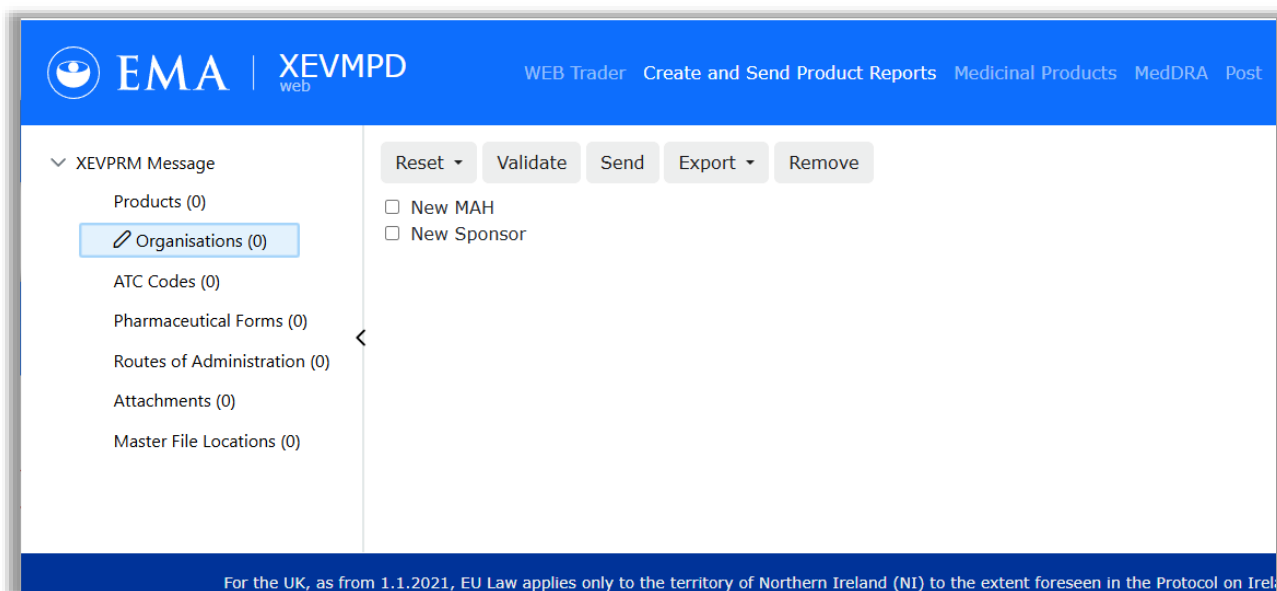 EMA | XEVMPD
web
WEB Trader Create and Send Product Reports Medicinal Products MedDRA Post
XEVPRM Message
Products (0)
Organisations (0)
ATC Codes (0)
Pharmaceutical Forms (0)
Routes of Administration (0)
Attachments (0)
Master File Locations (0)
Reset Validate Send Export Remove
New MAH
New Sponsor
For the UK, as from 1.1.2021, EU Law applies only to the territory of Northern Ireland (NI) to the extent foreseen in the Protocol on